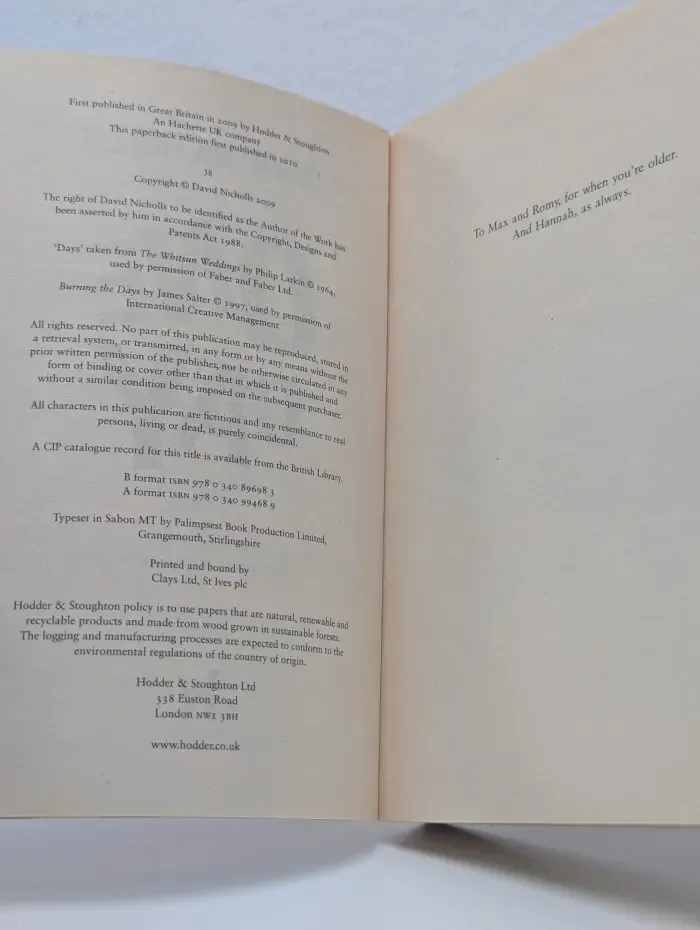 First published in Great Britain in 2009 by Hodder & Stoughton
An Hachette UK company
This paperback edition first published in 2010
38
Copyright © David Nicholls 2009
The right of David Nicholls to be identified as the Author of the Work has
been asserted by him in accordance with the Copyright, Designs and
Patents Act 1988.
'Days' taken from The Whitsun Weddings by Philip Larkin © 1964,
used by permission of Faber and Faber Ltd.
Burning the Days by James Salter © 1997, used by permission of
International Creative Management
All rights reserved. No part of this publication may be reproduced, stored in
a retrieval system, or transmitted, in any form or by any means without the
prior written permission of the publisher, nor be otherwise circulated in any
form of binding or cover other than that in which it is published and
without a similar condition being imposed on the subsequent purchaser.
All characters in this publication are fictitious and any resemblance to real
persons, living or dead, is purely coincidental.
A CIP catalogue record for this title is available from the British Library.
B format ISBN 978 0 340 89698 3
A format ISBN 978 0 340 99468 9
Typeset in Sabon MT by Palimpsest Book Production Limited,
Grangemouth, Stirlingshire
Printed and bound by
Clays Ltd, St Ives plc
Hodder & Stoughton policy is to use papers that are natural, renewable and
recyclable products and made from wood grown in sustainable forests.
The logging and manufacturing processes are expected to conform to the
environmental regulations of the country of origin.
Hodder & Stoughton Ltd
338 Euston Road
London NW1 3BH
www.hodder.co.uk
To Max and Romy, for when you're older.
And Hannah, as always.